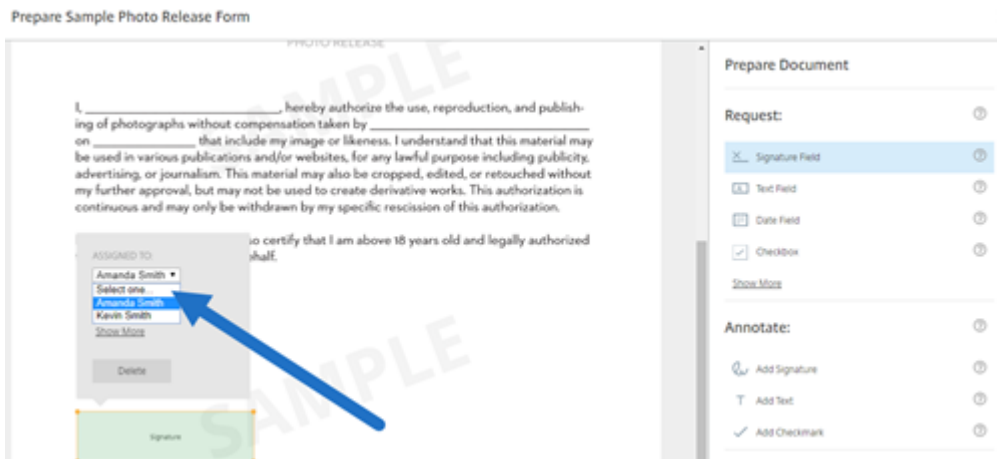 Prepare Sample Photo Release Form
PHOTO RELEASE
SAMPLE
I, ______________________, hereby authorize the use, reproduction, and publish-
ing of photographs without compensation taken by ______________________
on ______________ that include my image or likeness. I understand that this material may
be used in various publications and/or websites, for any lawful purpose including publicity,
advertising, or journalism. This material may also be cropped, edited, or retouched without
my further approval, but may not be used to create derivative works. This authorization is
continuous and may only be withdrawn by my specific rescission of this authorization.
so certify that I am above 18 years old and legally authorized
ehalf.
ASSIGNED TO:
Amanda Smith
Select one...
Amanda Smith
Kevin Smith
Show More
Delete
SAMPLE
Signature
Prepare Document
Request:
Signature Field
Text Field
Date Field
Checkbox
Show More
Annotate:
Add Signature
Add Text
Add Checkmark